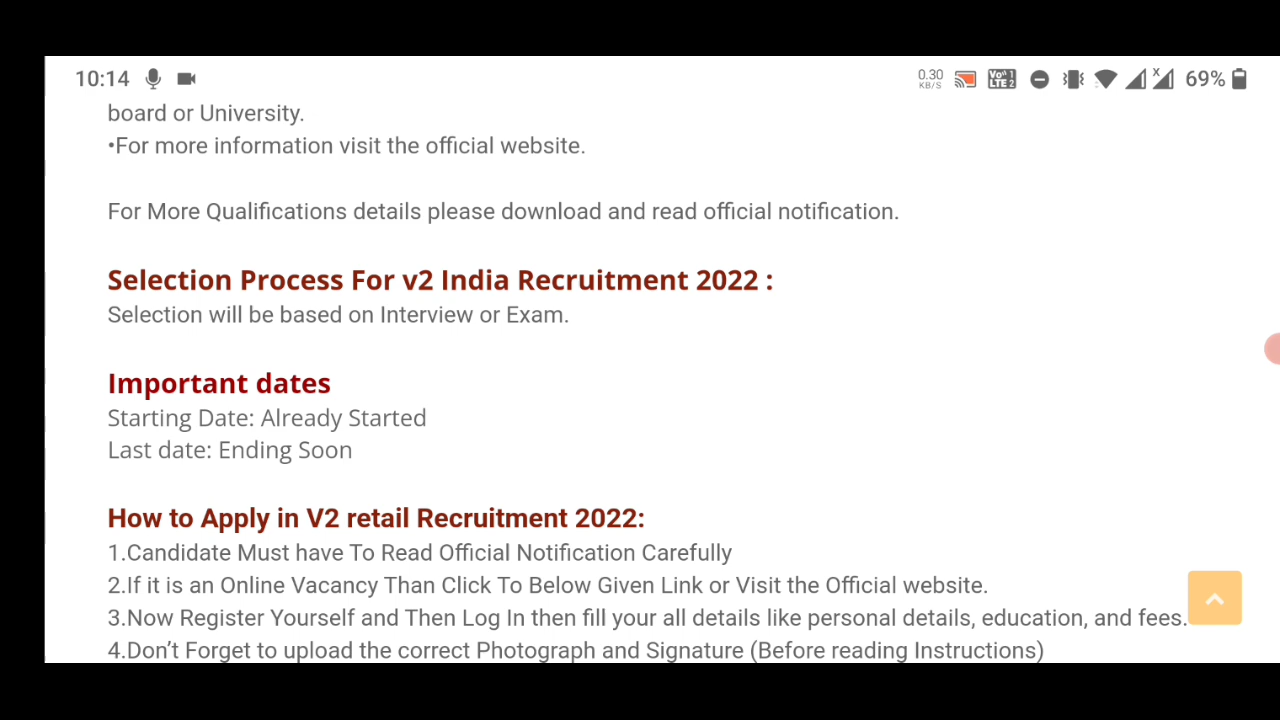 10:14
0.30 KB/S
Vo)) 1 LTE 2
X
69%
board or University.
•For more information visit the official website.
For More Qualifications details please download and read official notification.
Selection Process For v2 India Recruitment 2022 :
Selection will be based on Interview or Exam.
Important dates
Starting Date: Already Started
Last date: Ending Soon
How to Apply in V2 retail Recruitment 2022:
1.Candidate Must have To Read Official Notification Carefully
2.If it is an Online Vacancy Than Click To Below Given Link or Visit the Official website.
3.Now Register Yourself and Then Log In then fill your all details like personal details, education, and fees.
4.Don’t Forget to upload the correct Photograph and Signature (Before reading Instructions)